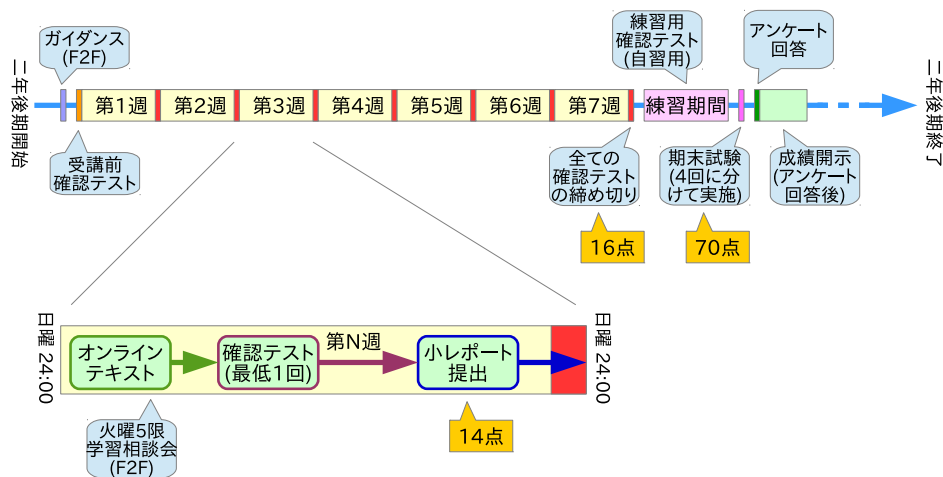 ガイダンス
(F2F)
練習用
確認テスト
(自習用)
アンケート
回答
二年後期開始
第1週
第2週
第3週
第4週
第5週
第6週
第7週
練習期間
二年後期終了
受講前
確認テスト
全ての
確認テスト
の締め切り
期末試験
(4回に分
けて実施)
成績開示
(アンケート
回答後)
16点
70点
日曜 24:00
オンライン
テキスト
確認テスト
(最低1回)
第N週
小レポート
提出
日曜 24:00
火曜5限
学習相談会
(F2F)
14点